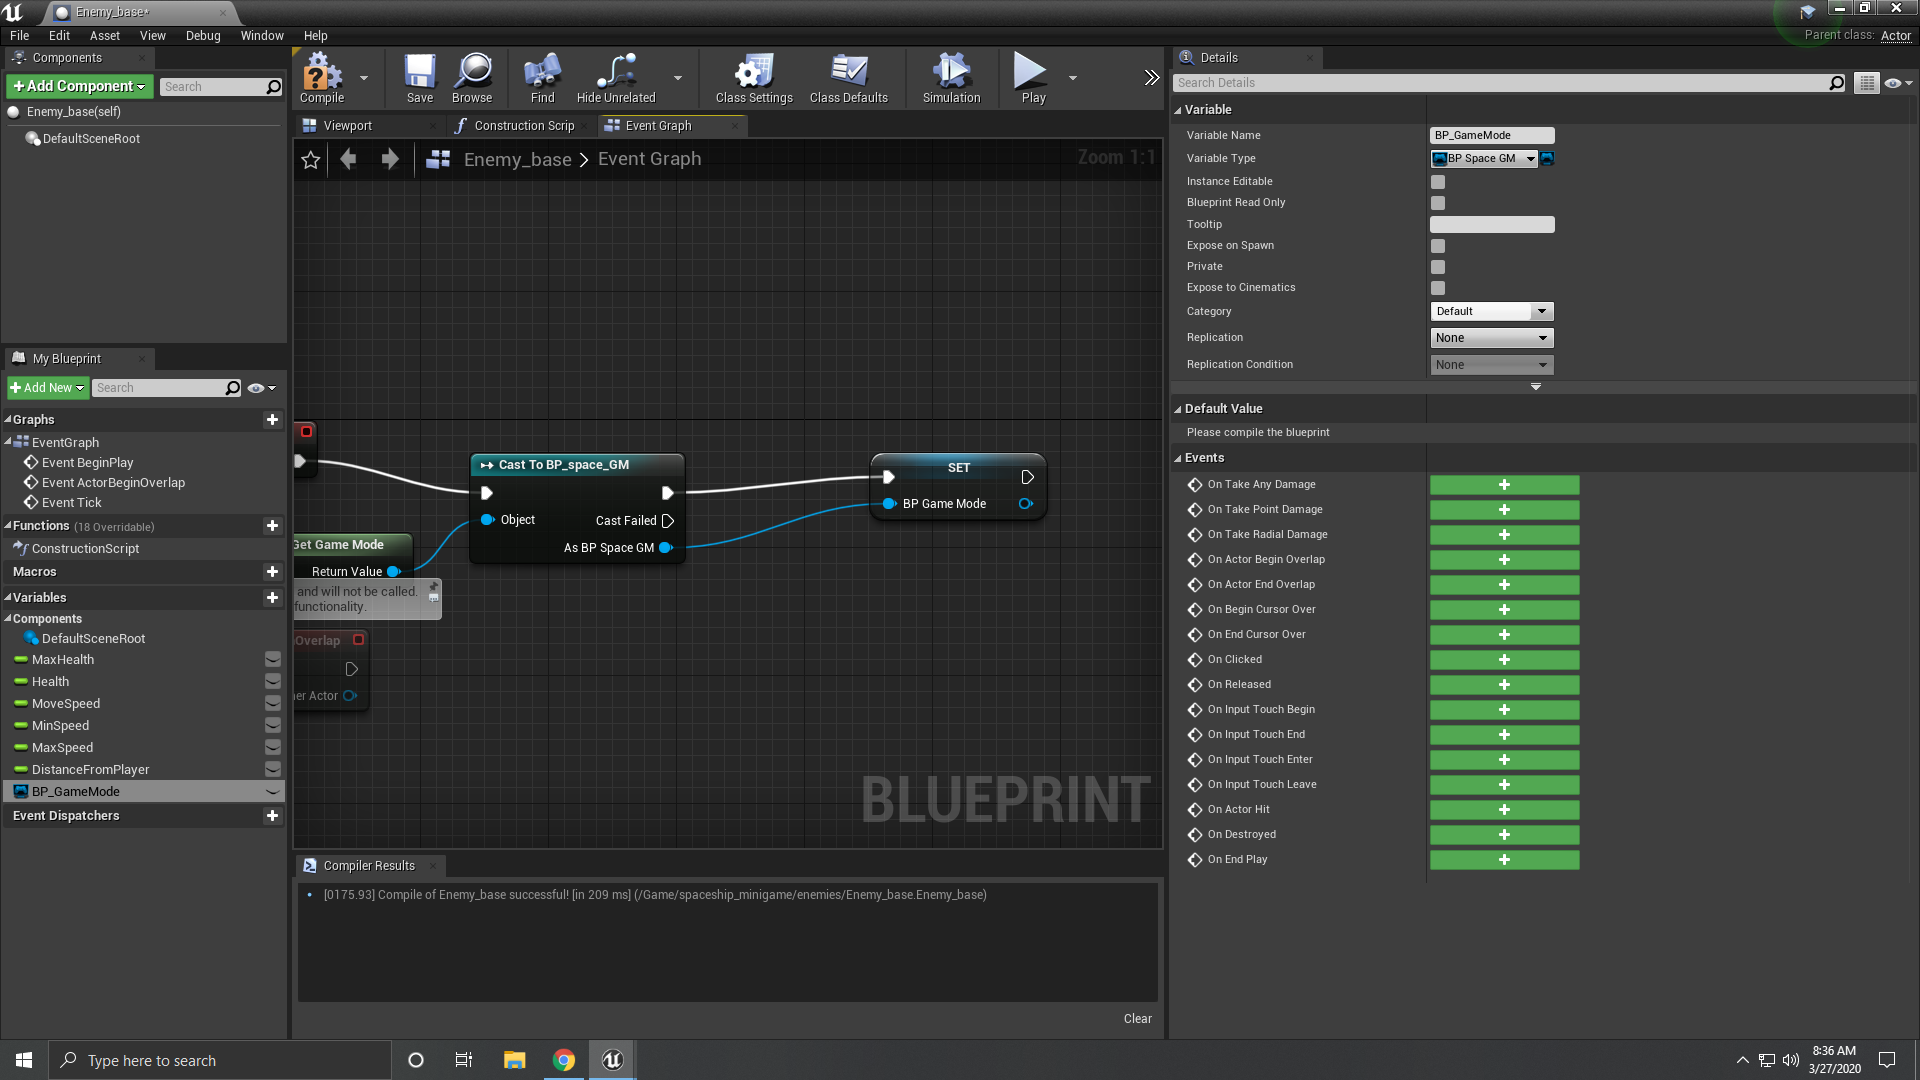 Enemy_base*
File Edit Asset View Debug Window Help
Parent class: Actor
Components
+ Add Component
Search
Enemy_base(self)
DefaultSceneRoot
Compile
Save
Browse
Find
Hide Unrelated
Class Settings
Class Defaults
Simulation
Play
Viewport
Construction Scrip
Event Graph
Enemy_base > Event Graph
Zoom 1:1
Cast To BP_space_GM
Object
Cast Failed
As BP Space GM
SET
BP Game Mode
Get Game Mode
Return Value
and will not be called.
functionality.
Overlap
er Actor
BLUEPRINT
My Blueprint
+ Add New
Search
Graphs
EventGraph
Event BeginPlay
Event ActorBeginOverlap
Event Tick
Functions (18 Overridable)
ConstructionScript
Macros
Variables
Components
DefaultSceneRoot
MaxHealth
Health
MoveSpeed
MinSpeed
MaxSpeed
DistanceFromPlayer
BP_GameMode
Event Dispatchers
Compiler Results
[0175.93] Compile of Enemy_base successful! [in 209 ms] (/Game/spaceship_minigame/enemies/Enemy_base.Enemy_base)
Clear
Details
Search Details
Variable
Variable Name BP_GameMode
Variable Type BP Space GM
Instance Editable
Blueprint Read Only
Tooltip
Expose on Spawn
Private
Expose to Cinematics
Category Default
Replication None
Replication Condition None
Default Value
Please compile the blueprint
Events
On Take Any Damage
On Take Point Damage
On Take Radial Damage
On Actor Begin Overlap
On Actor End Overlap
On Begin Cursor Over
On End Cursor Over
On Clicked
On Released
On Input Touch Begin
On Input Touch End
On Input Touch Enter
On Input Touch Leave
On Actor Hit
On Destroyed
On End Play
Type here to search
8:36 AM
3/27/2020